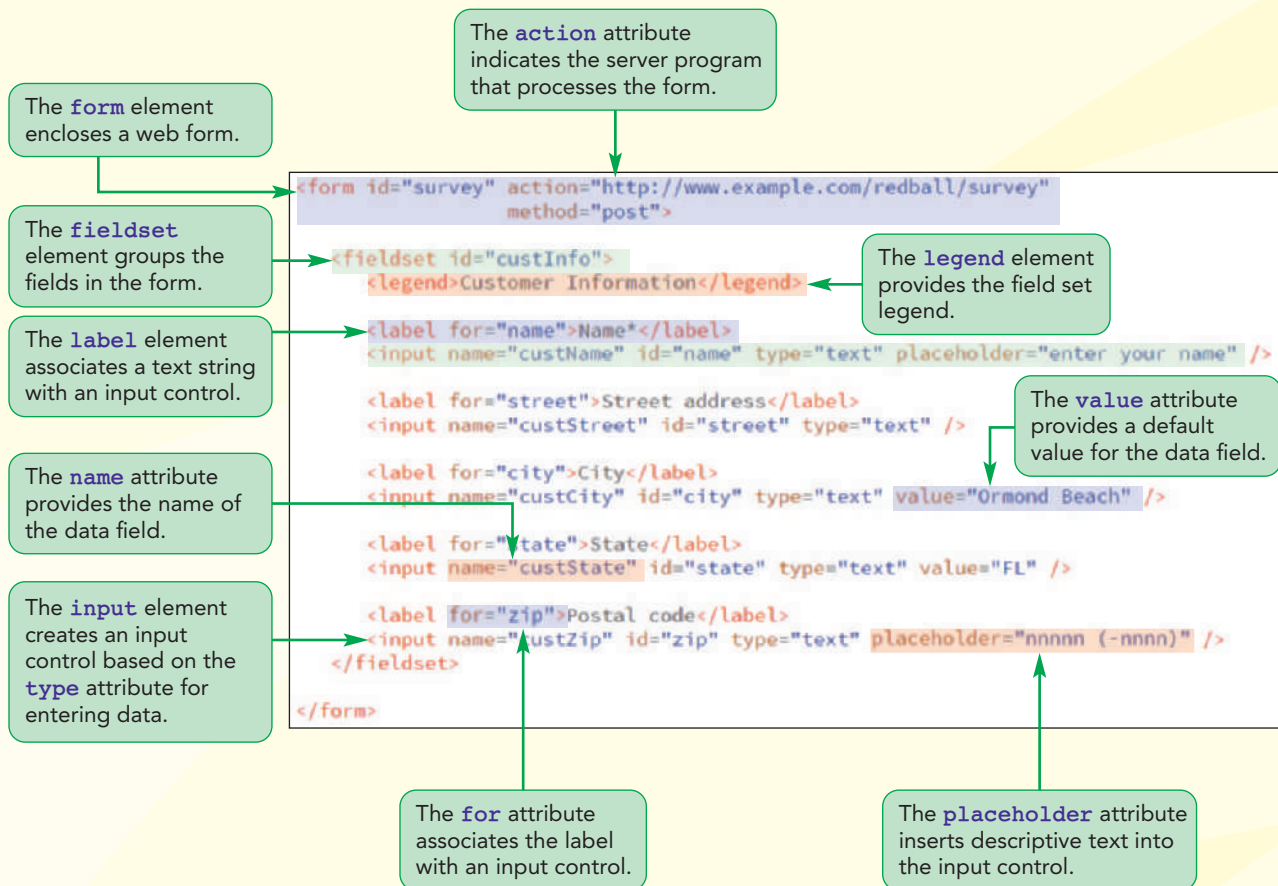 The action attribute
indicates the server program
that processes the form.
The form element
encloses a web form.
<form id="survey" action="http://www.example.com/redball/survey"
method="post">
The fieldset
element groups the
fields in the form.
<fieldset id="custInfo">
<legend>Customer Information</legend>
The legend element
provides the field set
legend.
The label element
associates a text string
with an input control.
<label for="name">Name*</label>
<input name="custName" id="name" type="text" placeholder="enter your name" />
<label for="street">Street address</label>
<input name="custStreet" id="street" type="text" />
The value attribute
provides a default
value for the data field.
The name attribute
provides the name of
the data field.
<label for="city">City</label>
<input name="custCity" id="city" type="text" value="Ormond Beach" />
<label for="state">State</label>
<input name="custState" id="state" type="text" value="FL" />
The input element
creates an input
control based on the
type attribute for
entering data.
<label for="zip">Postal code</label>
<input name="custZip" id="zip" type="text" placeholder="nnnnn (-nnnn)" />
</fieldset>
</form>
The for attribute
associates the label
with an input control.
The placeholder attribute
inserts descriptive text into
the input control.